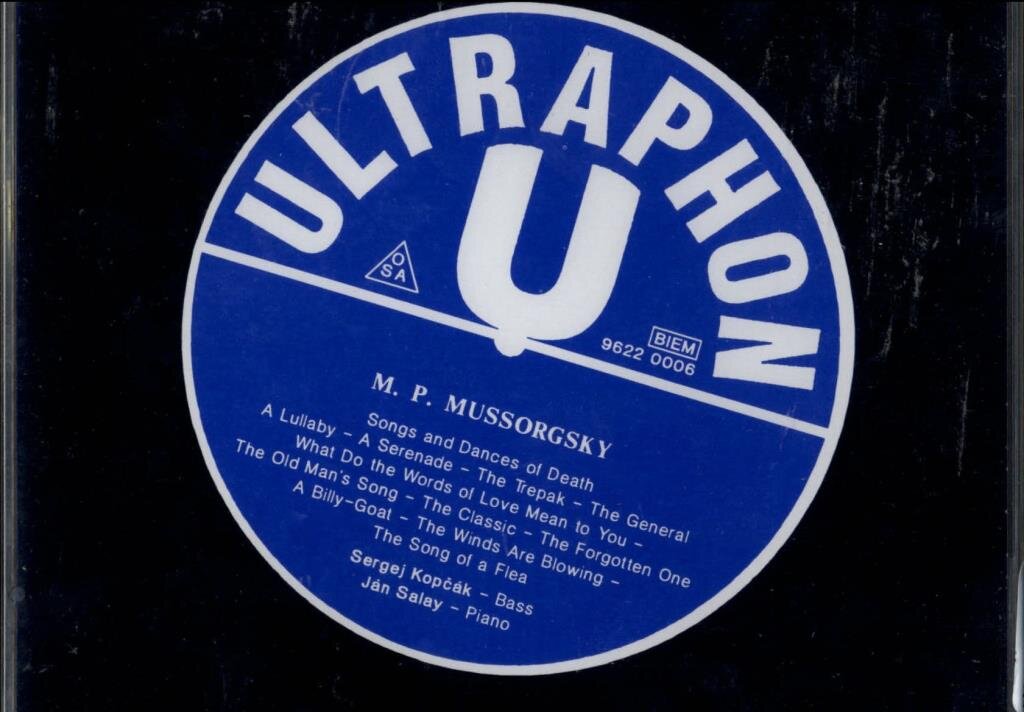 ULTRAPHON
U
O
SA
BIEM
9622 0006
M. P. MUSSORGSKY
Songs and Dances of Death
A Lullaby – A Serenade – The Trepak – The General
What Do the Words of Love Mean to You –
The Old Man's Song – The Classic – The Forgotten One
A Billy-Goat – The Winds Are Blowing –
The Song of a Flea
Sergej Kopčák – Bass
Ján Salay – Piano